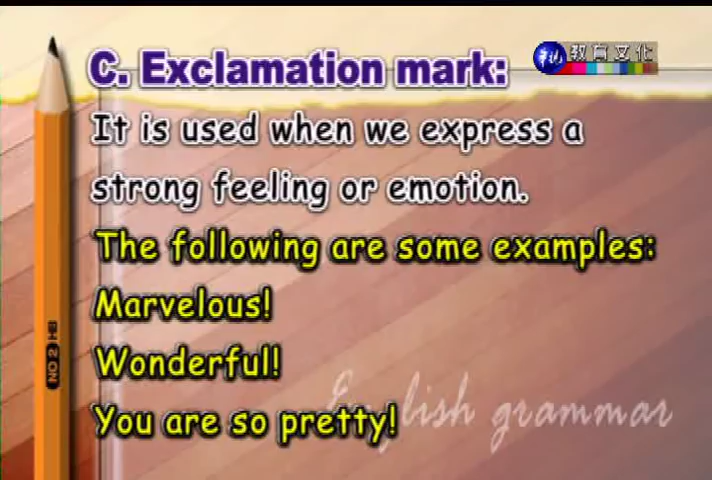 C. Exclamation mark:
教育文化
It is used when we express a
strong feeling or emotion.
The following are some examples:
Marvelous!
Wonderful!
You are so pretty!
English grammar
NO 2 HB